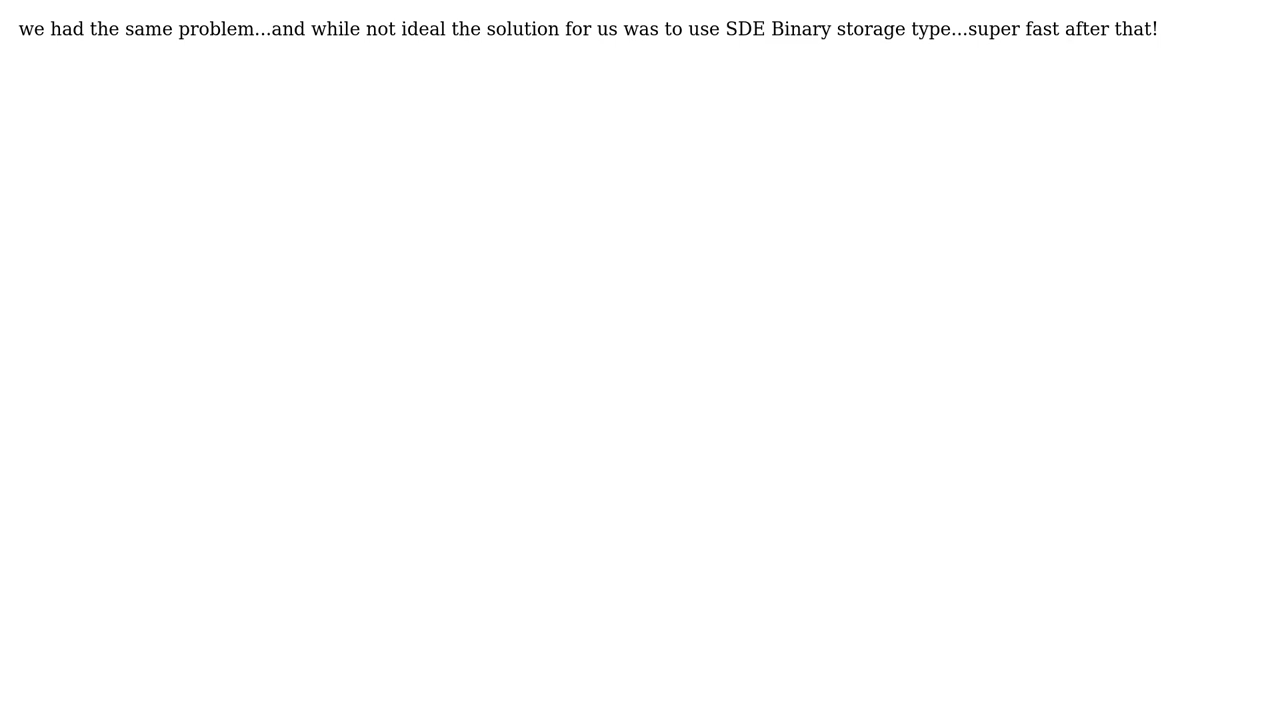 we had the same problem...and while not ideal the solution for us was to use SDE Binary storage type...super fast after that!